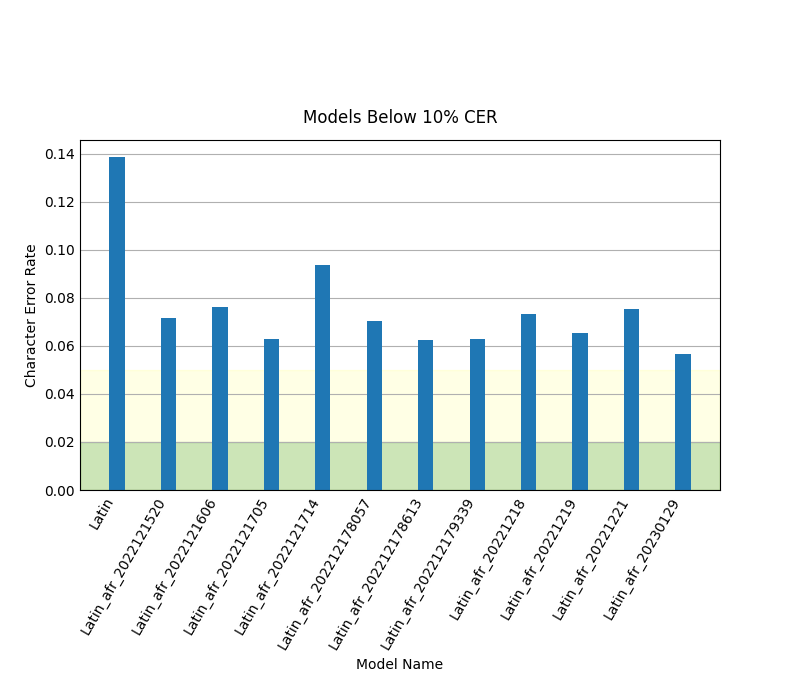 Models Below 10% CER
0.14
0.12
0.10
0.08
0.06
0.04
0.02
0.00
Character Error Rate
Latin
Latin_afr_2022121520
Latin_afr_2022121606
Latin_afr_2022121705
Latin_afr_2022121714
Latin_afr_202212178057
Latin_afr_202212178613
Latin_afr_202212179339
Latin_afr_20221218
Latin_afr_20221219
Latin_afr_20221221
Latin_afr_20230129
Model Name